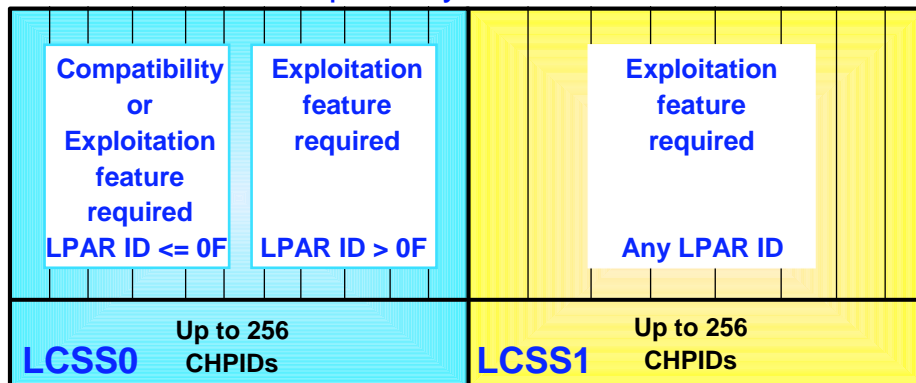 Compatibility
or
Exploitation
feature
required
LPAR ID <= 0F
Exploitation
feature
required
LPAR ID > 0F
Exploitation
feature
required
Any LPAR ID
LCSS0
Up to 256
CHPIDs
LCSS1
Up to 256
CHPIDs